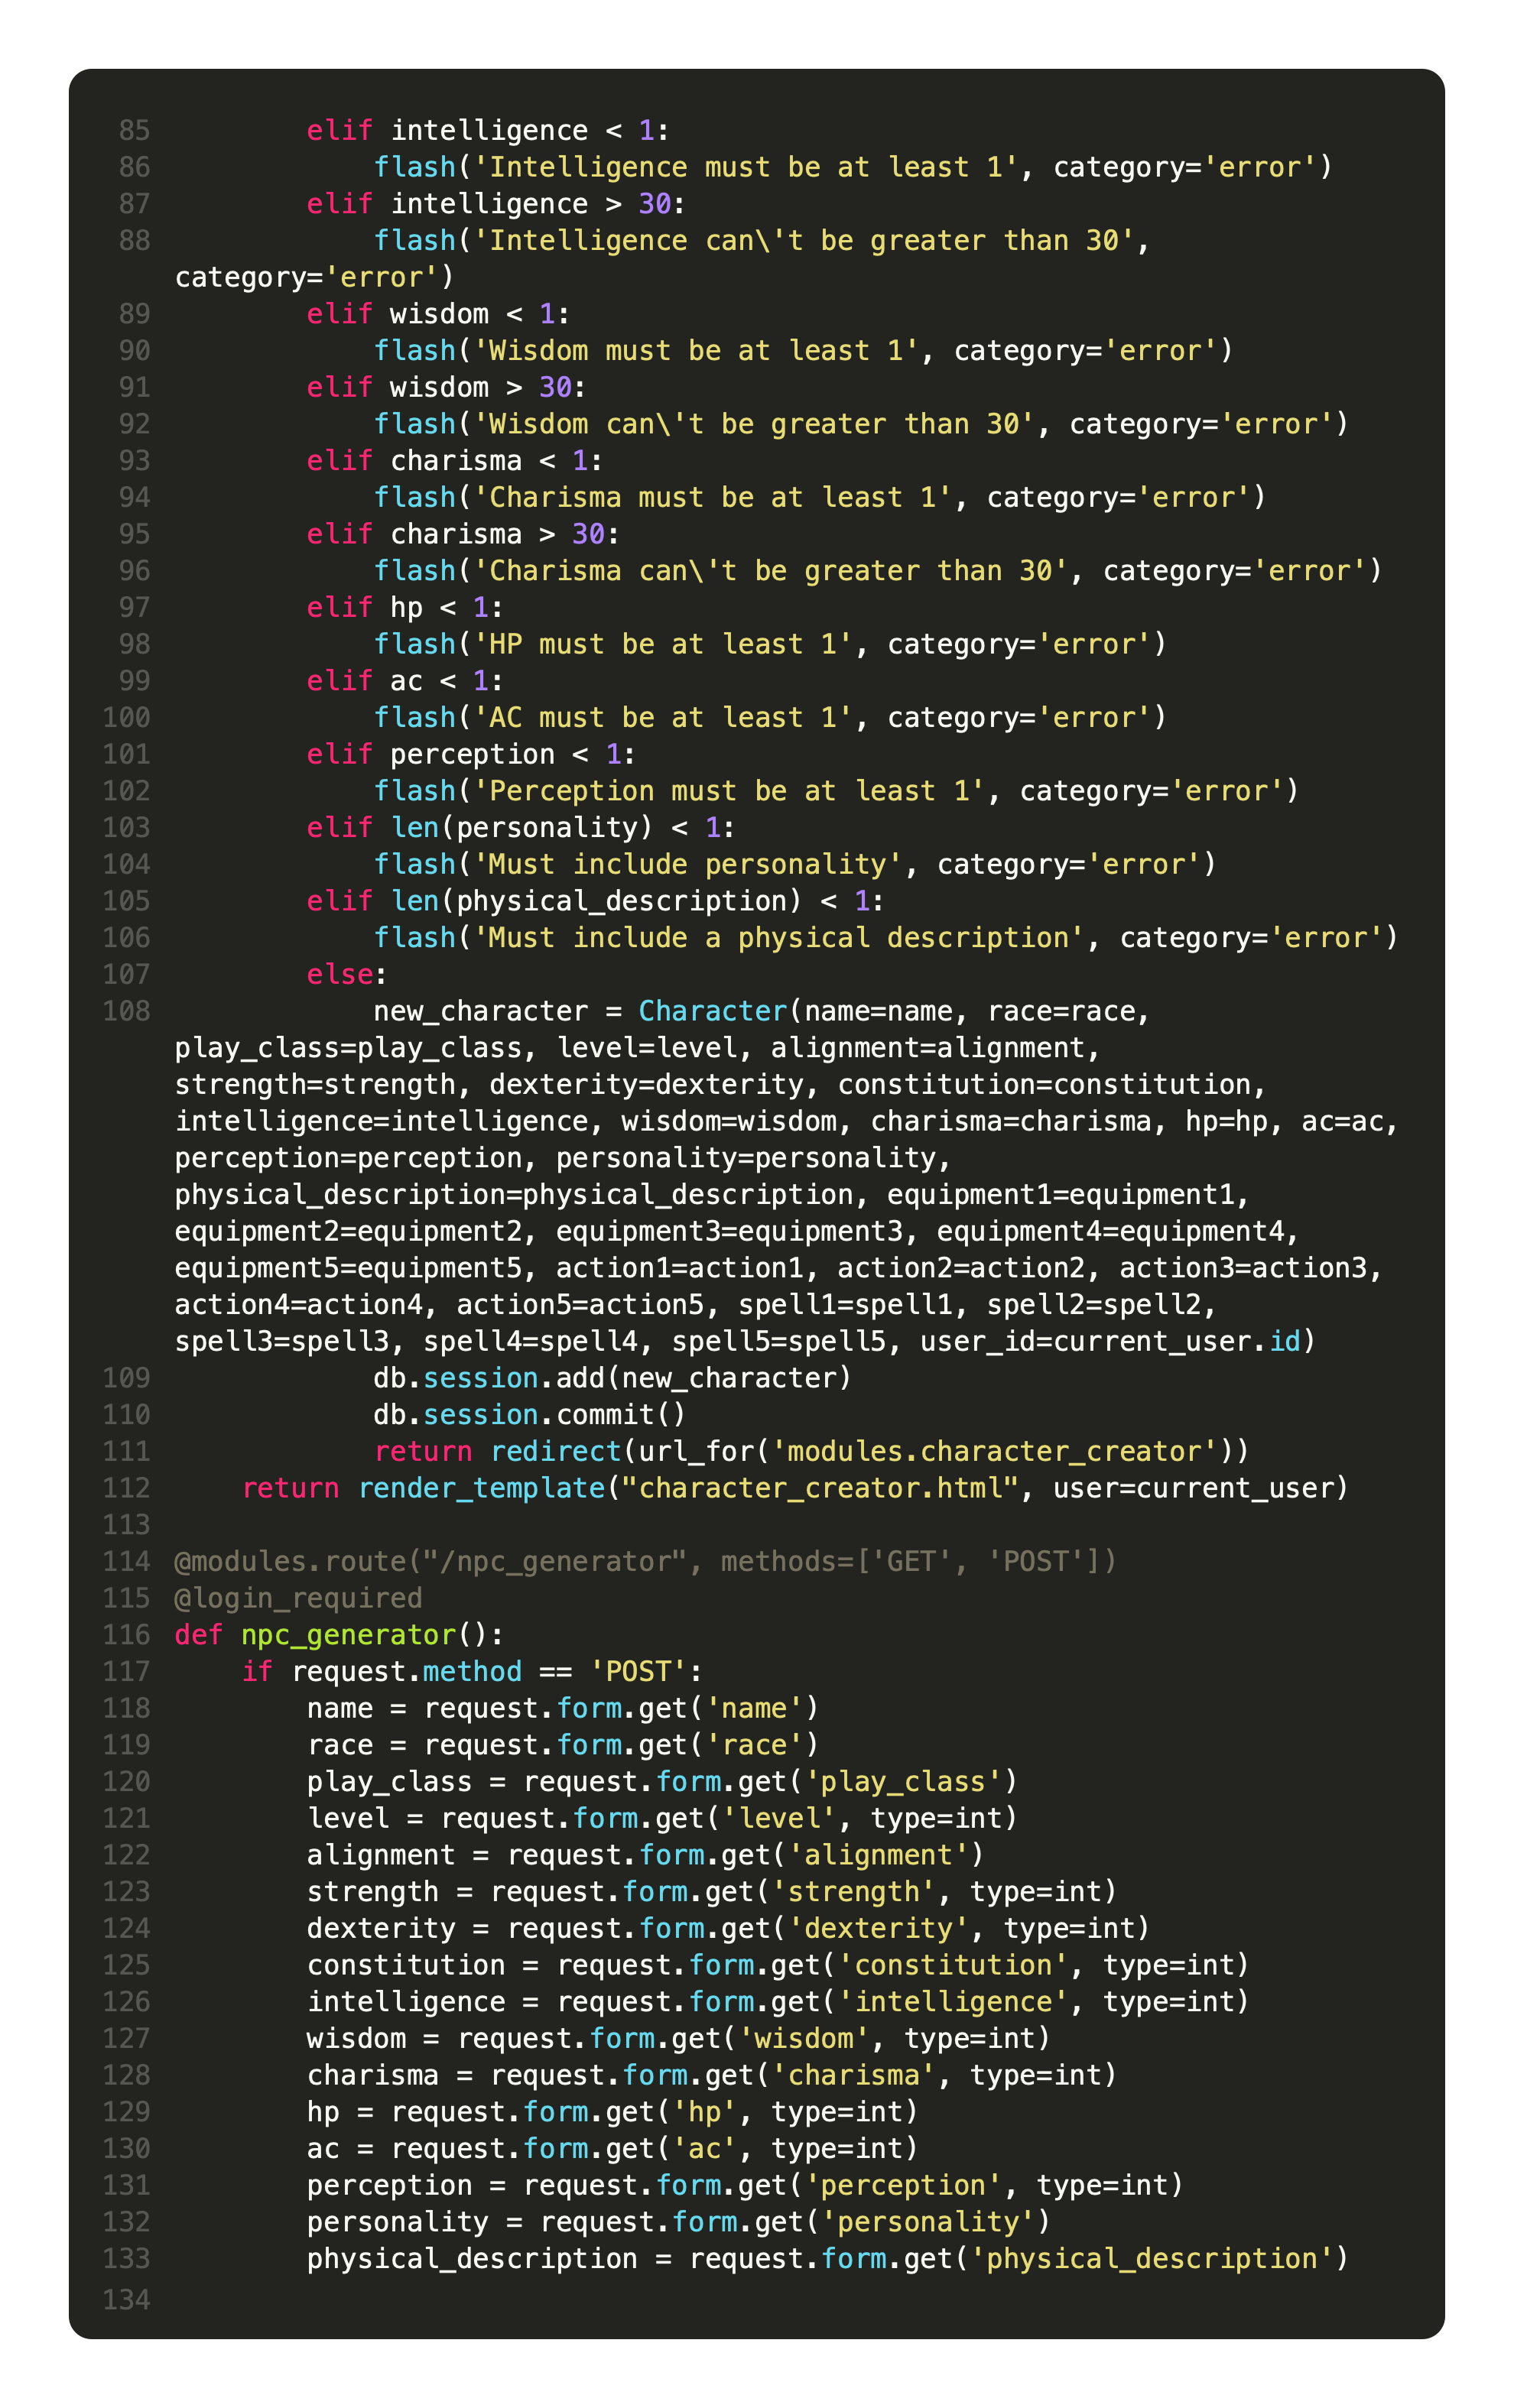 85 elif intelligence < 1:
86 flash('Intelligence must be at least 1', category='error')
87 elif intelligence > 30:
88 flash('Intelligence can\'t be greater than 30',
category='error')
89 elif wisdom < 1:
90 flash('Wisdom must be at least 1', category='error')
91 elif wisdom > 30:
92 flash('Wisdom can\'t be greater than 30', category='error')
93 elif charisma < 1:
94 flash('Charisma must be at least 1', category='error')
95 elif charisma > 30:
96 flash('Charisma can\'t be greater than 30', category='error')
97 elif hp < 1:
98 flash('HP must be at least 1', category='error')
99 elif ac < 1:
100 flash('AC must be at least 1', category='error')
101 elif perception < 1:
102 flash('Perception must be at least 1', category='error')
103 elif len(personality) < 1:
104 flash('Must include personality', category='error')
105 elif len(physical_description) < 1:
106 flash('Must include a physical description', category='error')
107 else:
108 new_character = Character(name=name, race=race,
play_class=play_class, level=level, alignment=alignment,
strength=strength, dexterity=dexterity, constitution=constitution,
intelligence=intelligence, wisdom=wisdom, charisma=charisma, hp=hp, ac=ac,
perception=perception, personality=personality,
physical_description=physical_description, equipment1=equipment1,
equipment2=equipment2, equipment3=equipment3, equipment4=equipment4,
equipment5=equipment5, action1=action1, action2=action2, action3=action3,
action4=action4, action5=action5, spell1=spell1, spell2=spell2,
spell3=spell3, spell4=spell4, spell5=spell5, user_id=current_user.id)
109 db.session.add(new_character)
110 db.session.commit()
111 return redirect(url_for('modules.character_creator'))
112 return render_template("character_creator.html", user=current_user)
113
114 @modules.route("/npc_generator", methods=['GET', 'POST'])
115 @login_required
116 def npc_generator():
117 if request.method == 'POST':
118 name = request.form.get('name')
119 race = request.form.get('race')
120 play_class = request.form.get('play_class')
121 level = request.form.get('level', type=int)
122 alignment = request.form.get('alignment')
123 strength = request.form.get('strength', type=int)
124 dexterity = request.form.get('dexterity', type=int)
125 constitution = request.form.get('constitution', type=int)
126 intelligence = request.form.get('intelligence', type=int)
127 wisdom = request.form.get('wisdom', type=int)
128 charisma = request.form.get('charisma', type=int)
129 hp = request.form.get('hp', type=int)
130 ac = request.form.get('ac', type=int)
131 perception = request.form.get('perception', type=int)
132 personality = request.form.get('personality')
133 physical_description = request.form.get('physical_description')
134